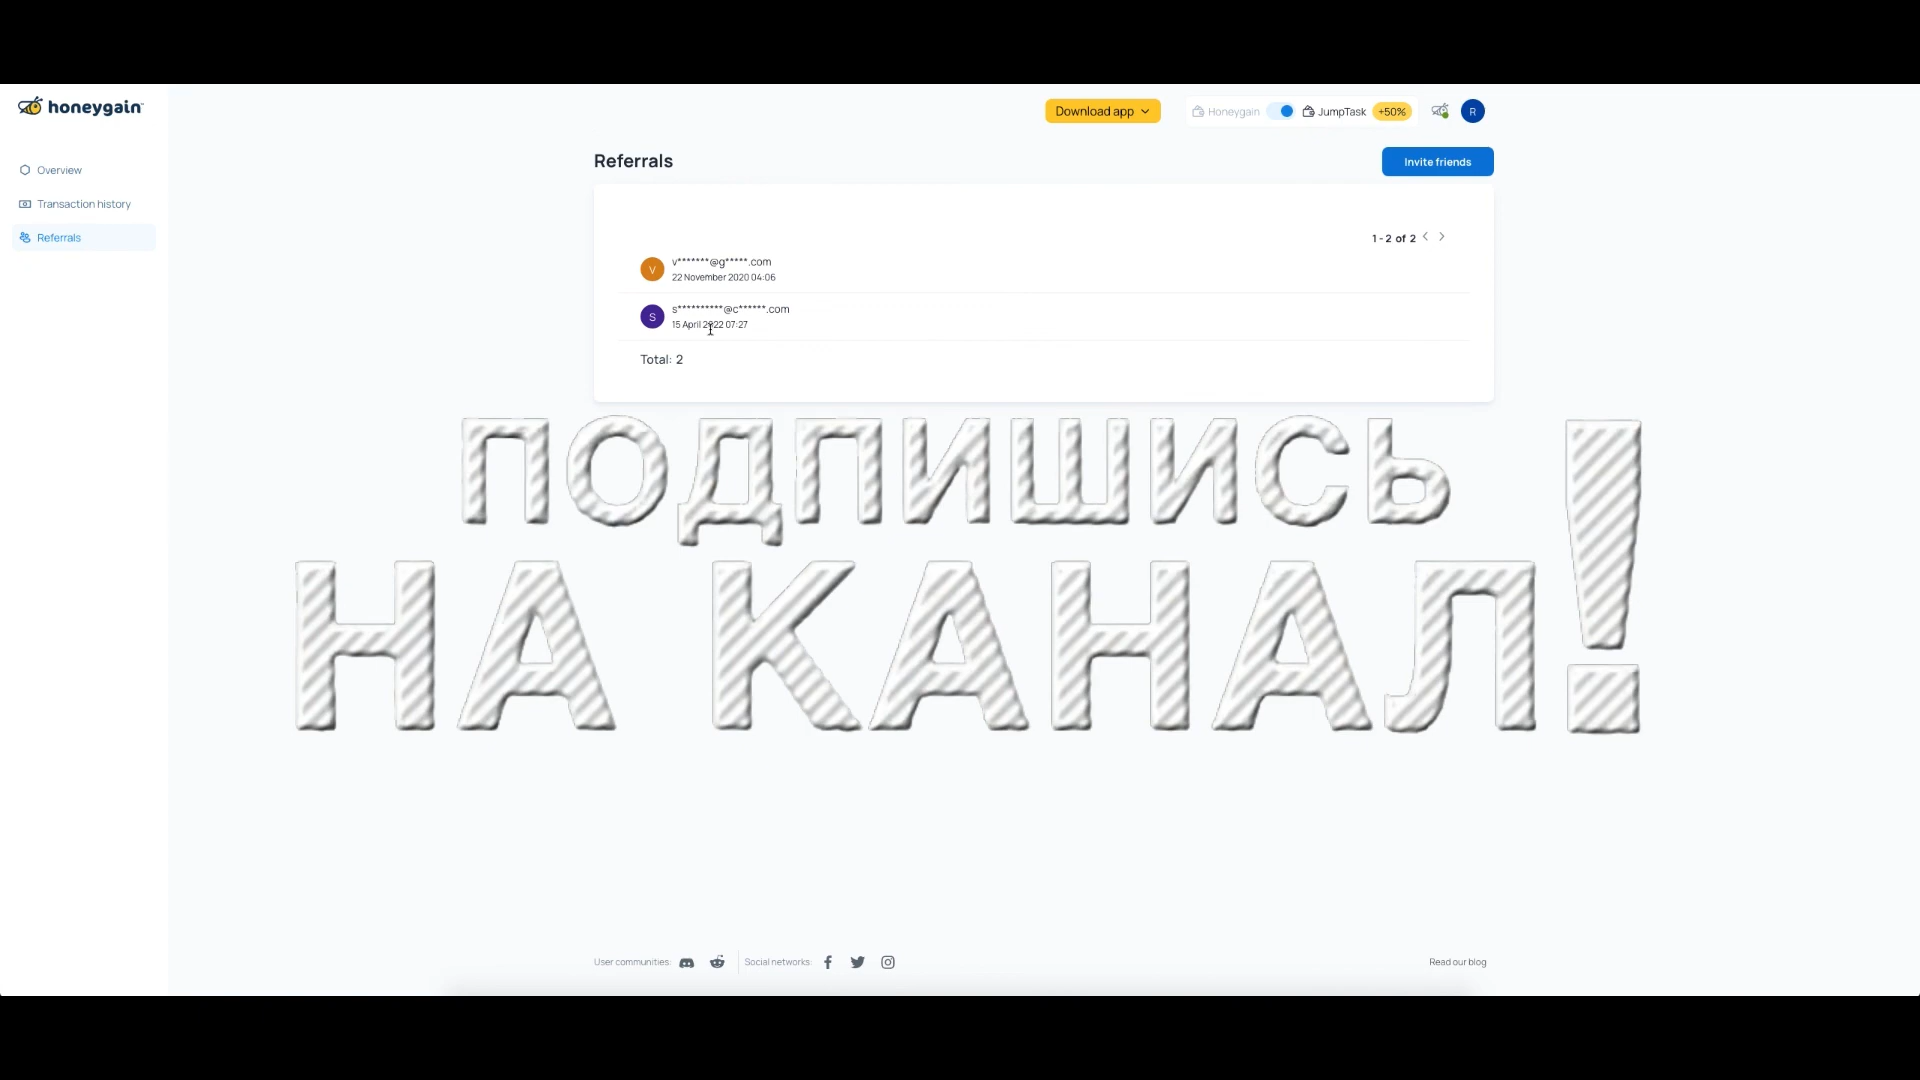 honeygain
Download app
Honeygain
JumpTask
+50%
R
Overview
Transaction history
Referrals
Referrals
Invite friends
1 - 2 of 2
V
v*******@g*****.com
22 November 2020 04:06
S
s**********@c******.com
15 April 2022 07:27
Total: 2
ПОДПИШИСЬ
НА КАНАЛ!
User communities:
Social networks:
Read our blog